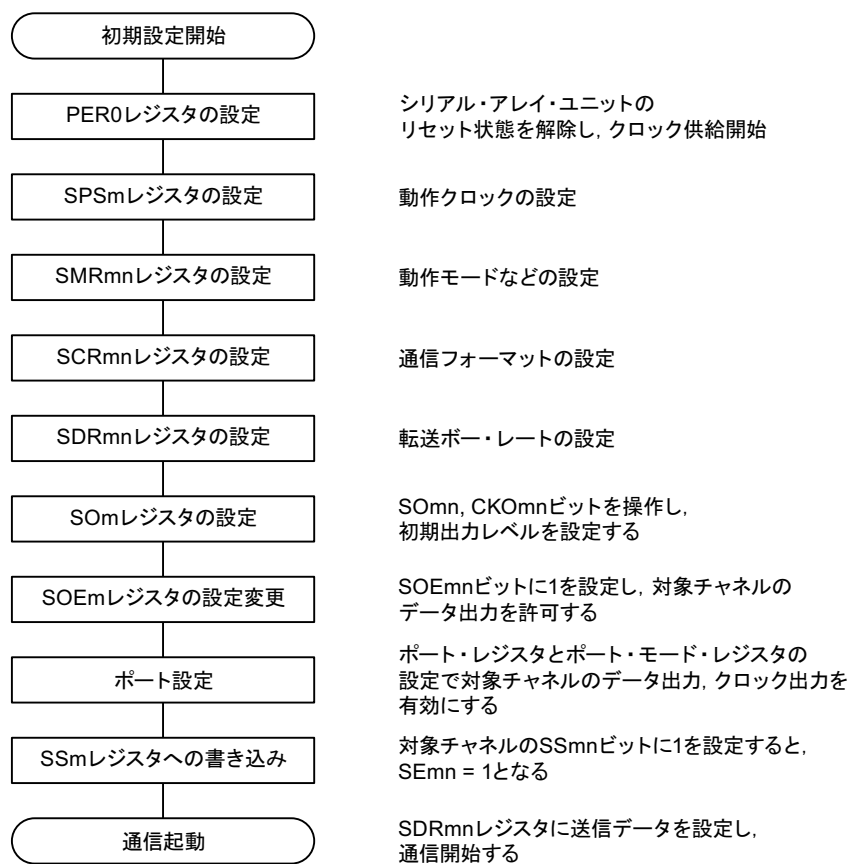 初期設定開始
PER0レジスタの設定
シリアル・アレイ・ユニットの
リセット状態を解除し，クロック供給開始
SPSmレジスタの設定
動作クロックの設定
SMRmnレジスタの設定
動作モードなどの設定
SCRmnレジスタの設定
通信フォーマットの設定
SDRmnレジスタの設定
転送ボー・レートの設定
SOmレジスタの設定
SOmn, CKOmnビットを操作し，
初期出力レベルを設定する
SOEmレジスタの設定変更
SOEmnビットに1を設定し，対象チャネルの
データ出力を許可する
ポート設定
ポート・レジスタとポート・モード・レジスタの
設定で対象チャネルのデータ出力，クロック出力を
有効にする
SSmレジスタへの書き込み
対象チャネルのSSmnビットに1を設定すると，
SEmn = 1となる
通信起動
SDRmnレジスタに送信データを設定し，
通信開始する